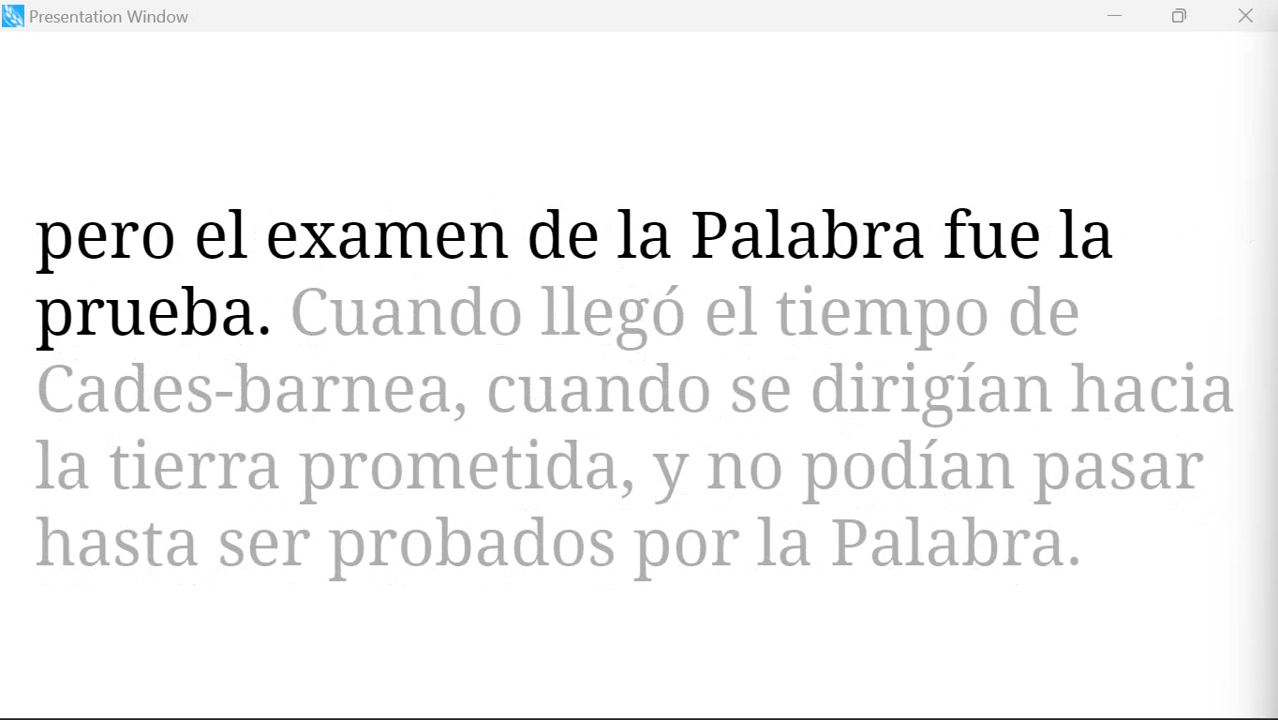 Presentation Window
pero el examen de la Palabra fue la
prueba. Cuando llegó el tiempo de
Cades-barnea, cuando se dirigían hacia
la tierra prometida, y no podían pasar
hasta ser probados por la Palabra.